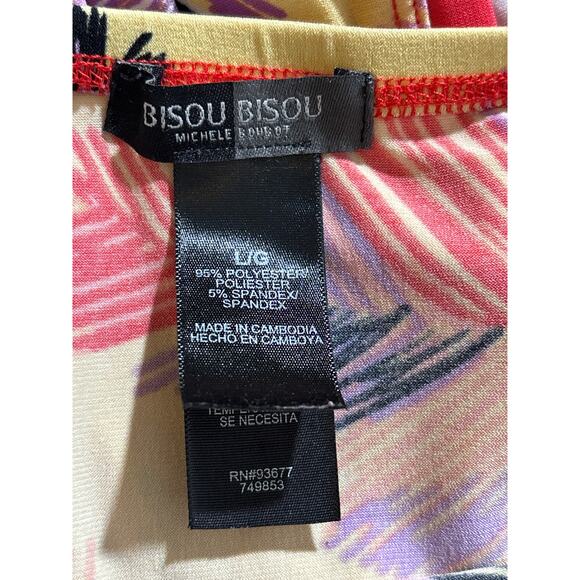 BISOU BISOU
MICHELE BOHBOT
L/G
95% POLYESTER/
POLIESTER
5% SPANDEX/
SPANDEX
MADE IN CAMBODIA
HECHO EN CAMBOYA
SE NECESITA
RN#93677
749853